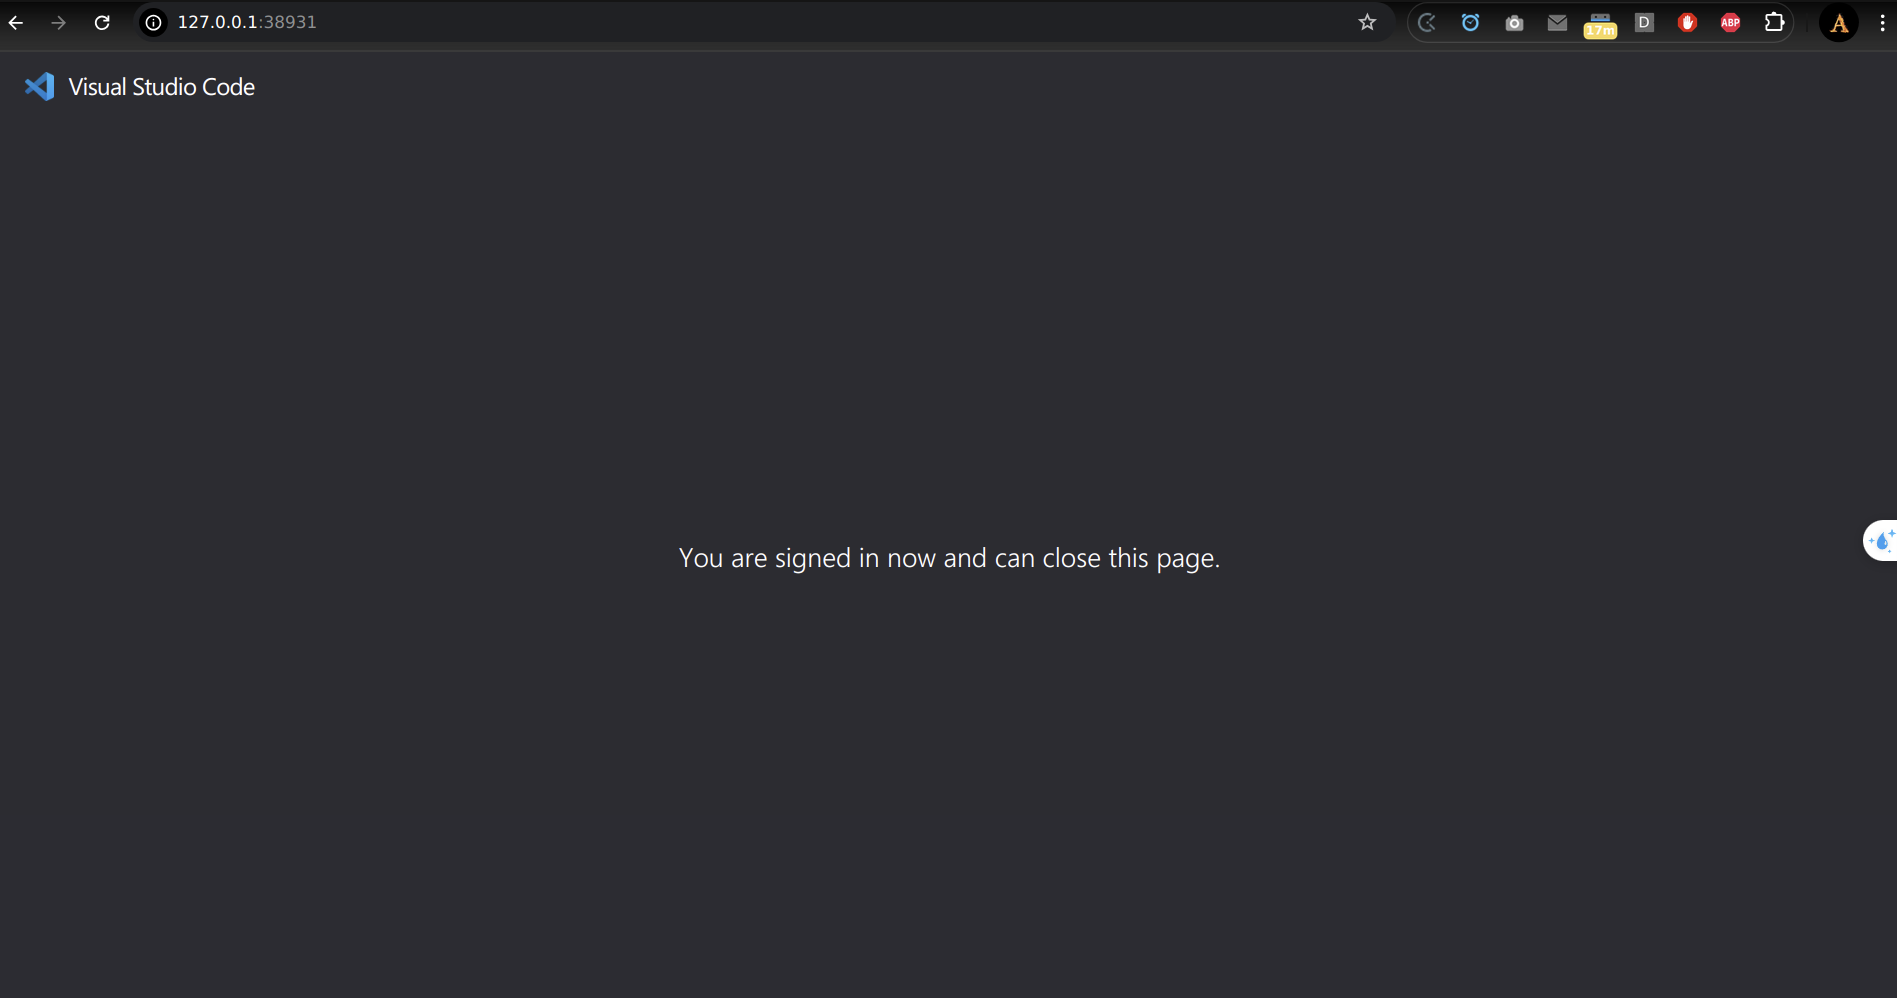 127.0.0.1:38931
17m
D
ABP
A
Visual Studio Code
You are signed in now and can close this page.